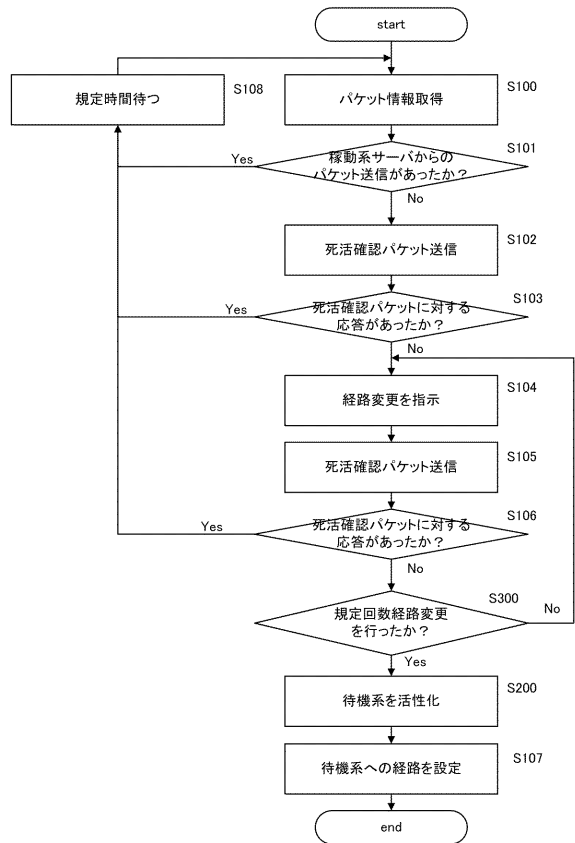 start
規定時間待つ
S108
パケット情報取得
S100
稼動系サーバからの
パケット送信があったか？
S101
Yes
No
死活確認パケット送信
S102
死活確認パケットに対する
応答があったか？
S103
Yes
No
経路変更を指示
S104
死活確認パケット送信
S105
死活確認パケットに対する
応答があったか？
S106
Yes
No
規定回数経路変更
を行ったか？
S300
No
Yes
待機系を活性化
S200
待機系への経路を設定
S107
end